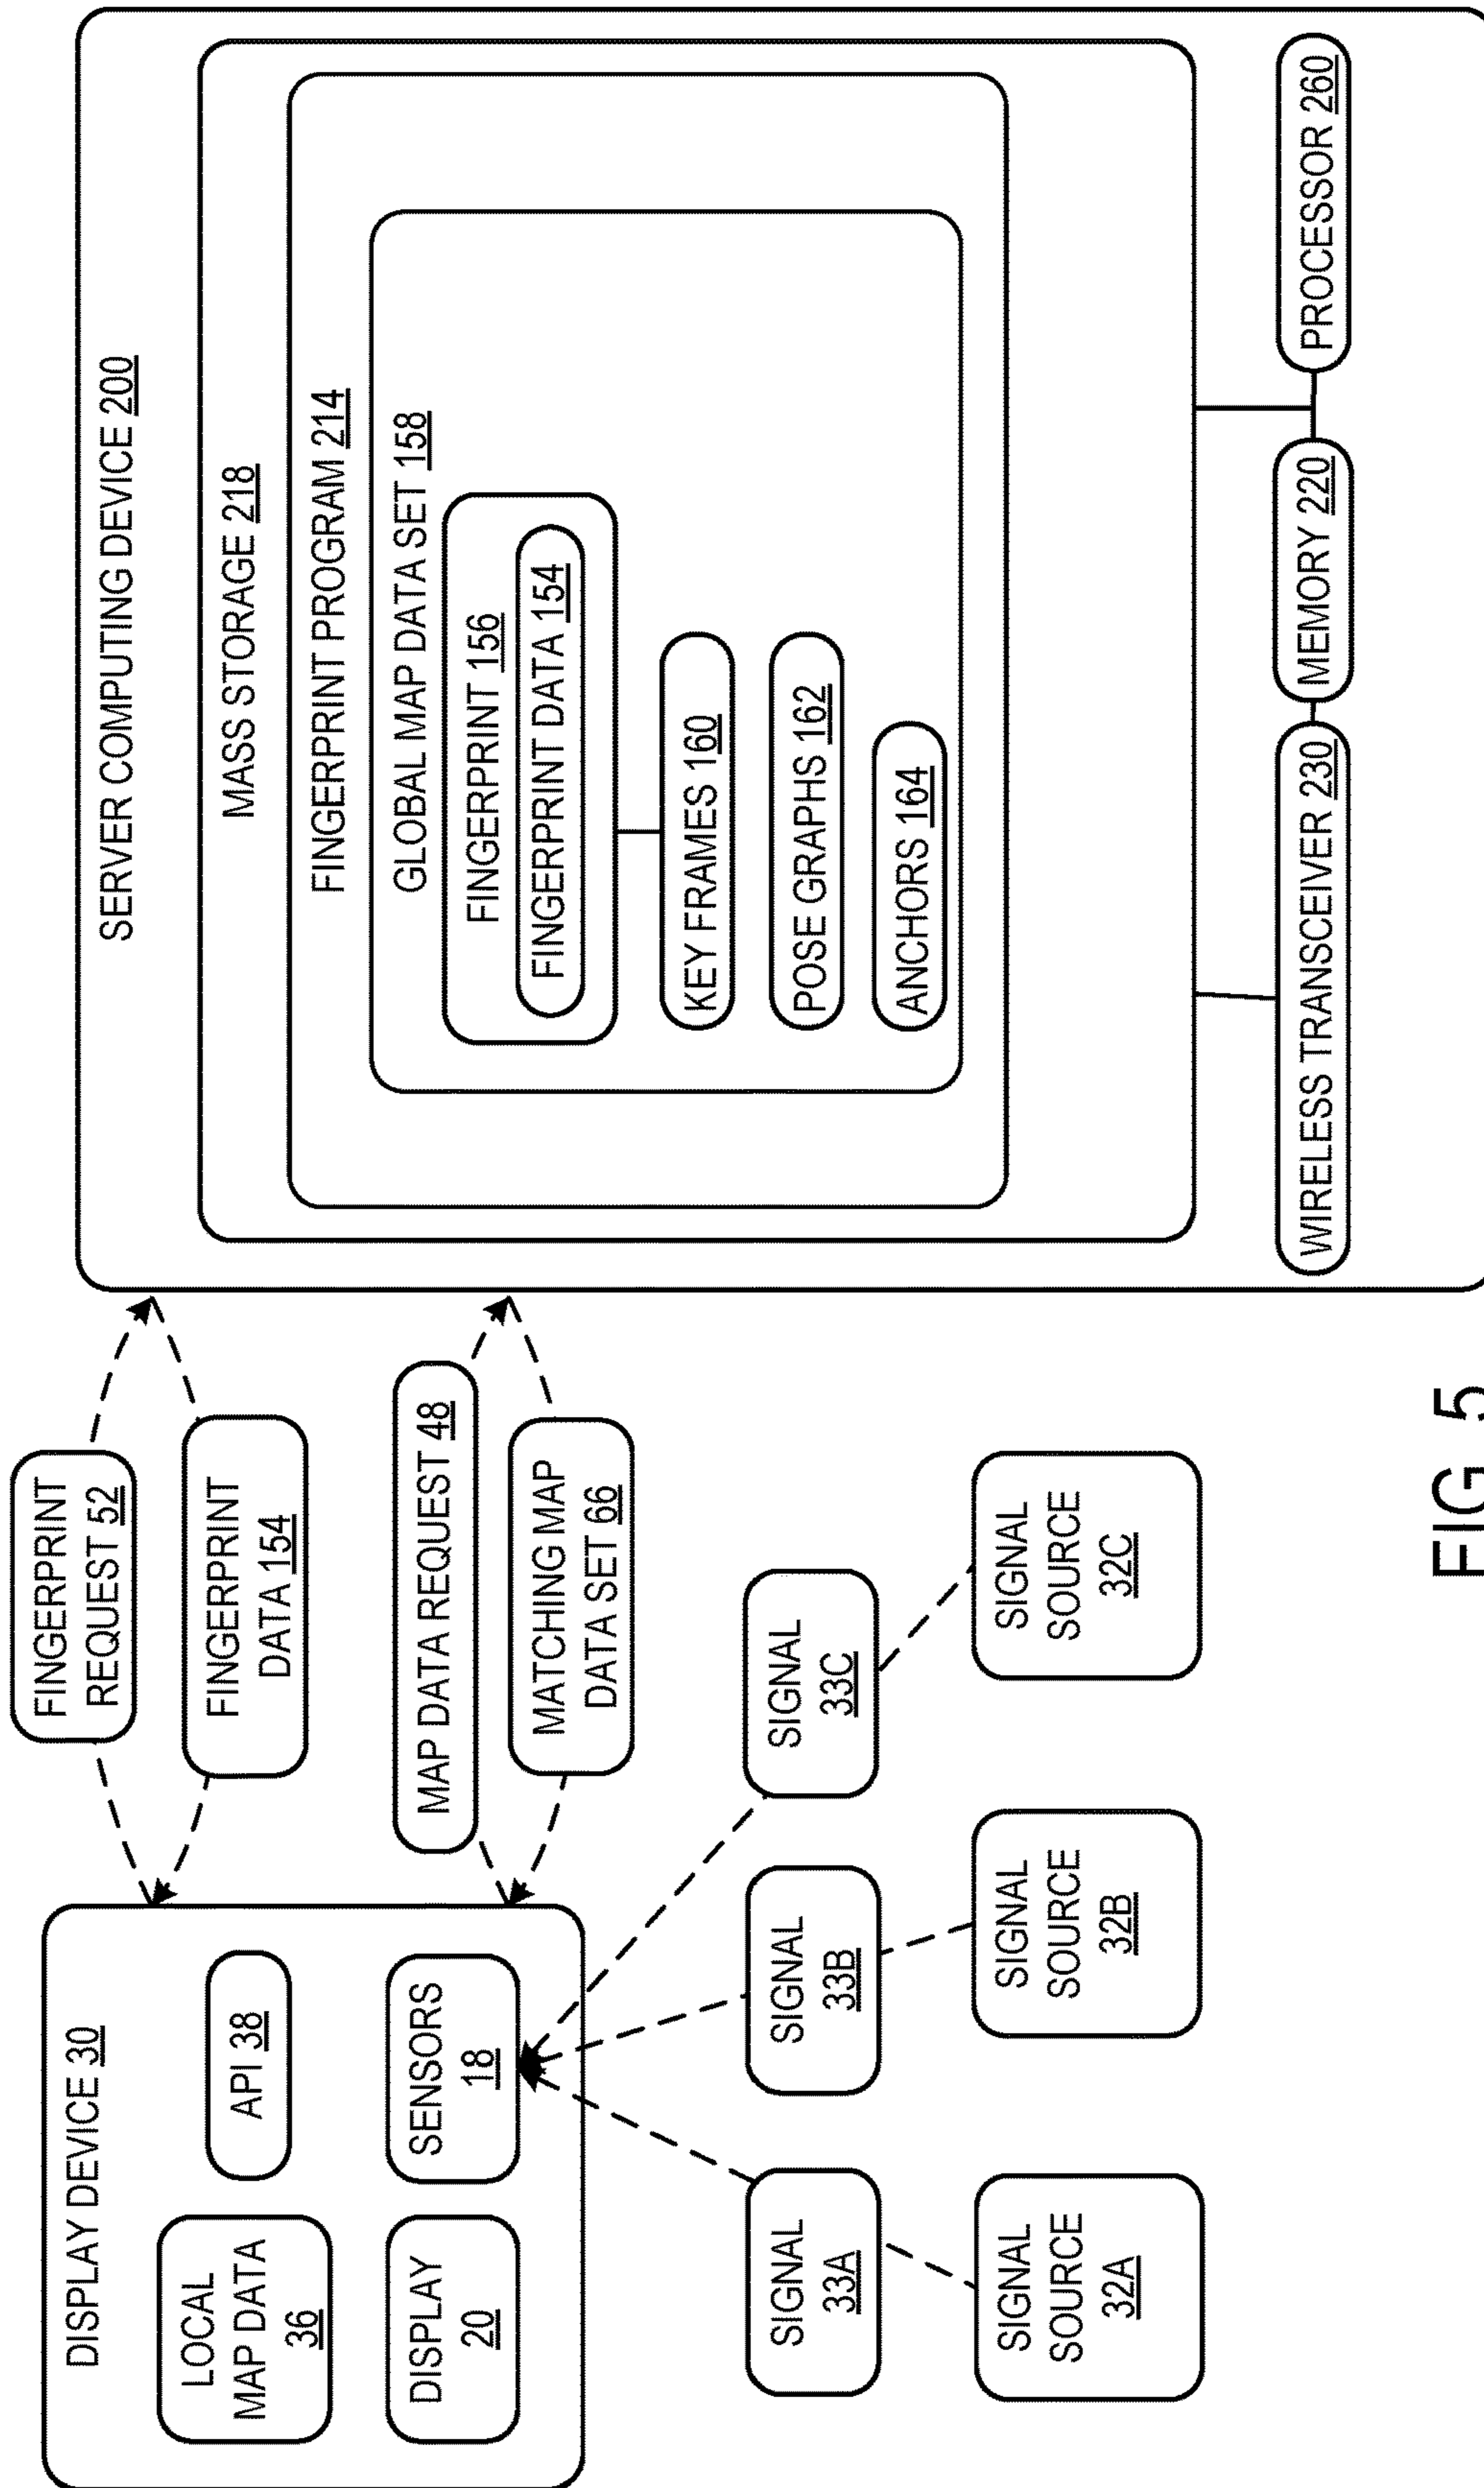 DISPLAY DEVICE 30
LOCAL
MAP DATA
36
API 38
DISPLAY
20
SENSORS
18
FINGERPRINT
REQUEST 52
FINGERPRINT
DATA 154
MAP DATA REQUEST 48
MATCHING MAP
DATA SET 66
SIGNAL
33A
SIGNAL
33B
SIGNAL
33C
SIGNAL
SOURCE
32A
SIGNAL
SOURCE
32B
SIGNAL
SOURCE
32C
SERVER COMPUTING DEVICE 200
MASS STORAGE 218
FINGERPRINT PROGRAM 214
GLOBAL MAP DATA SET 158
FINGERPRINT 156
FINGERPRINT DATA 154
KEY FRAMES 160
POSE GRAPHS 162
ANCHORS 164
WIRELESS TRANSCEIVER 230
MEMORY 220
PROCESSOR 260
FIG. 5